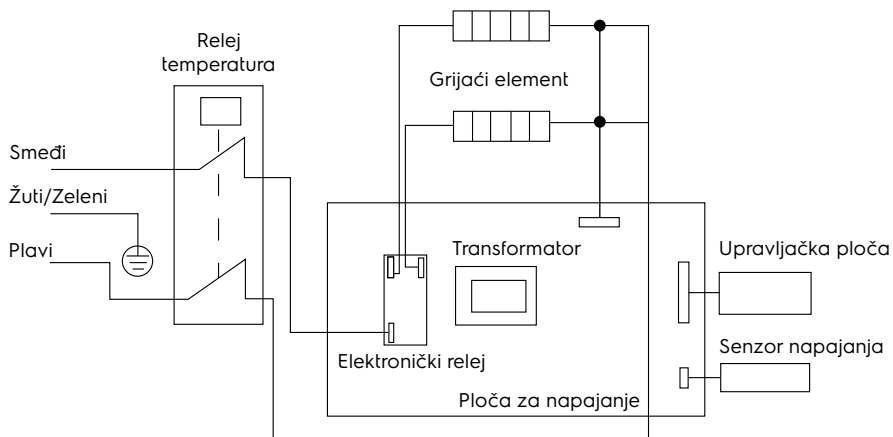 Relej
temperatura
Grijaći element
Smeđi
Žuti/Zeleni
Plavi
Transformator
Upravljačka ploča
Elektronički relej
Senzor napajanja
Ploča za napajanje